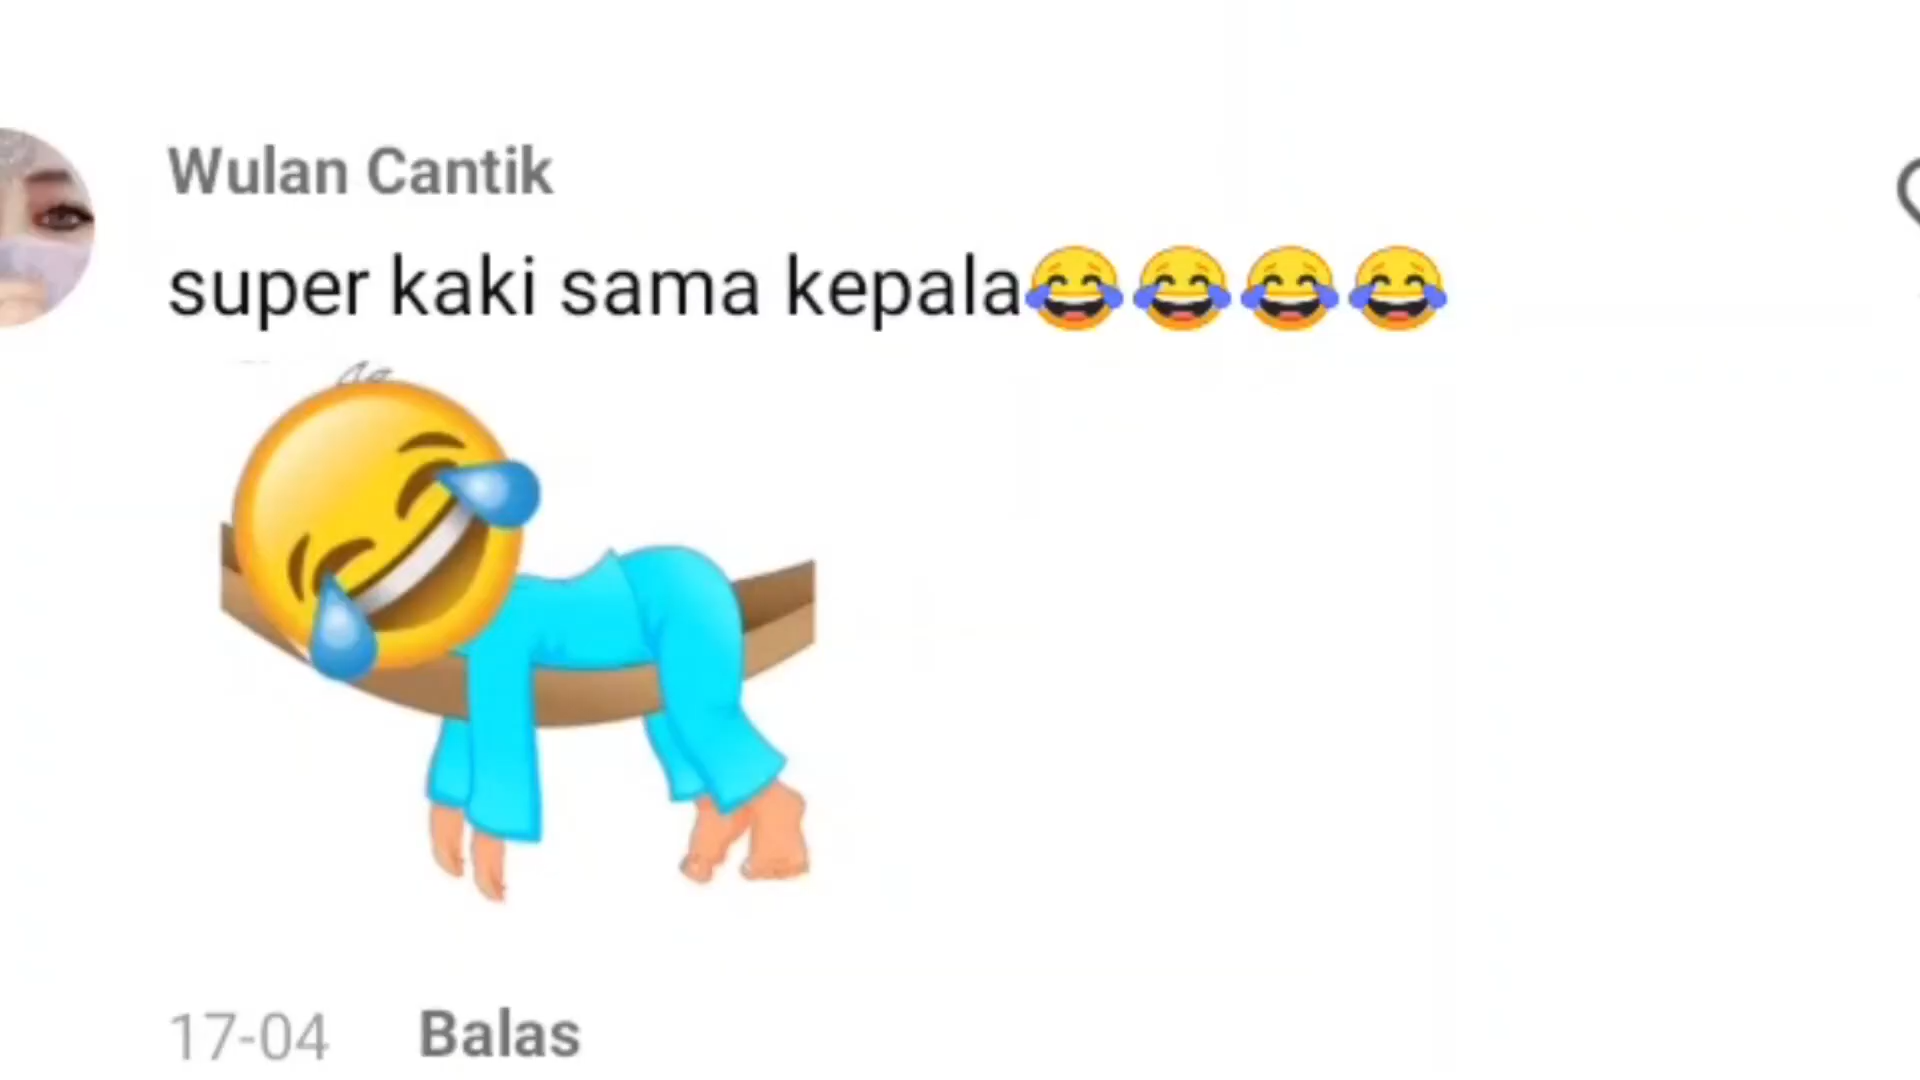 Wulan Cantik
super kaki sama kepala😂😂😂😂
17-04 Balas